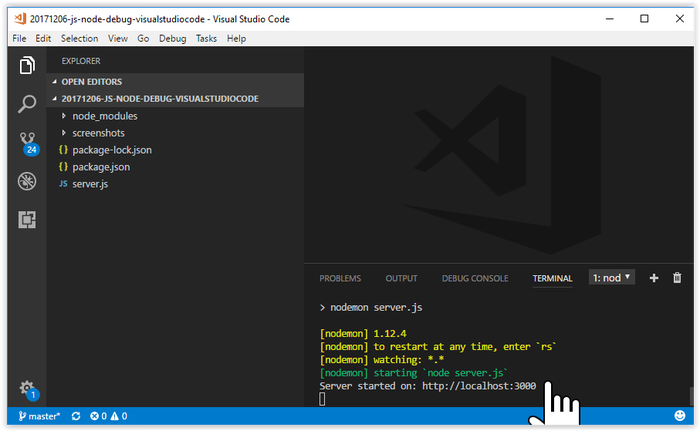 20171206-js-node-debug-visualstudiocode - Visual Studio Code
File Edit Selection View Go Debug Tasks Help
EXPLORER
OPEN EDITORS
20171206-JS-NODE-DEBUG-VISUALSTUDIOCODE
node_modules
screenshots
{} package-lock.json
{} package.json
JS server.js
24
1
PROBLEMS OUTPUT DEBUG CONSOLE TERMINAL 1: nod
> nodemon server.js
[nodemon] 1.12.4
[nodemon] to restart at any time, enter `rs`
[nodemon] watching: *.*
[nodemon] starting `node server.js`
Server started on: http://localhost:3000
master* 0 0